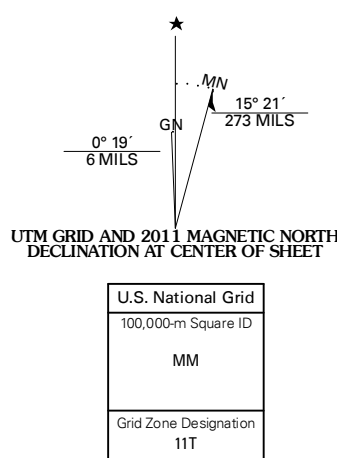 MN
15° 21´
273 MILS
GN
0° 19´
6 MILS
UTM GRID AND 2011 MAGNETIC NORTH
DECLINATION AT CENTER OF SHEET
U.S. National Grid
100,000-m Square ID
MM
Grid Zone Designation
11T